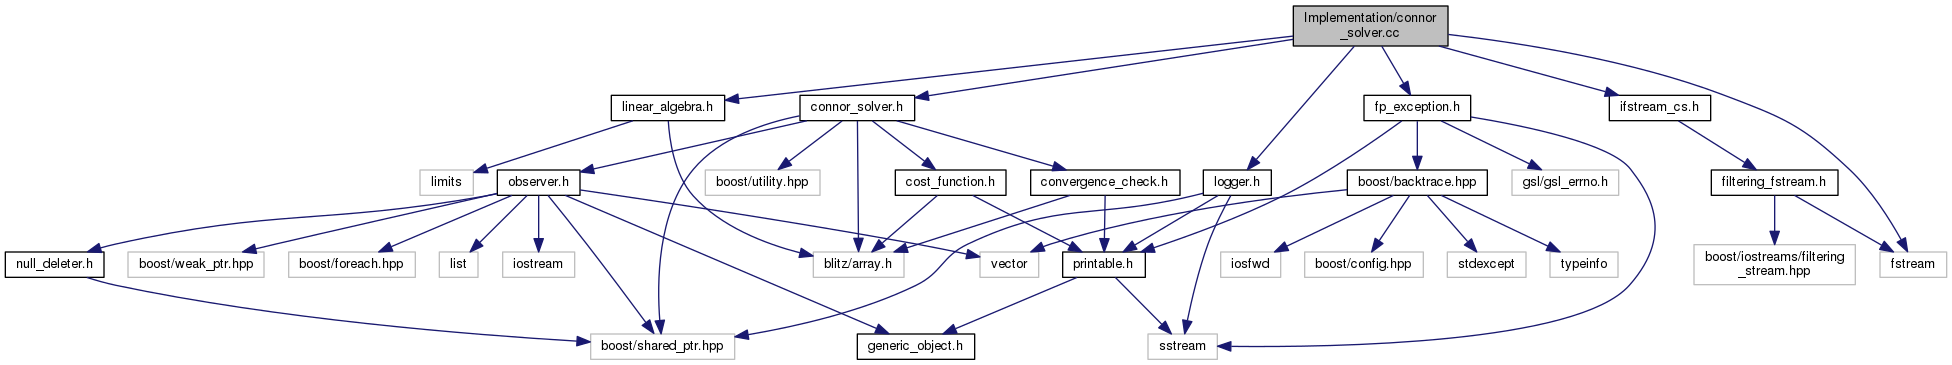 Implementation/connor
_solver.cc
linear_algebra.h
connor_solver.h
fp_exception.h
ifstream_cs.h
limits
observer.h
boost/utility.hpp
cost_function.h
convergence_check.h
logger.h
boost/backtrace.hpp
gsl/gsl_errno.h
filtering_fstream.h
null_deleter.h
boost/weak_ptr.hpp
boost/foreach.hpp
list
iostream
blitz/array.h
vector
printable.h
iosfwd
boost/config.hpp
stdexcept
typeinfo
boost/iostreams/filtering
_stream.hpp
fstream
boost/shared_ptr.hpp
generic_object.h
sstream